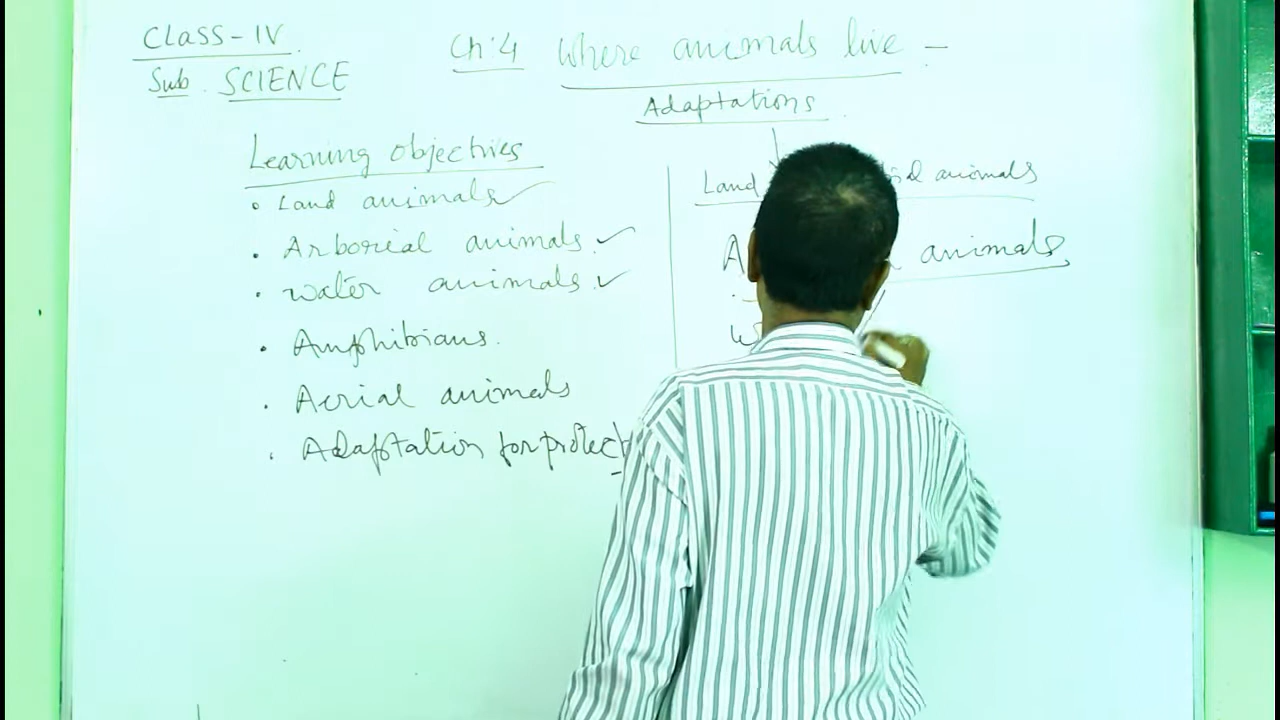 CLASS-IV
Sub. SCIENCE
Ch:4 Where animals live -
Adaptations
Learning objectives
• Land animals ✓
• Arborial animals ✓
• Water animals ✓
• Amphibians.
• Aerial animals
• Adaptation for protect
Land animals
animals